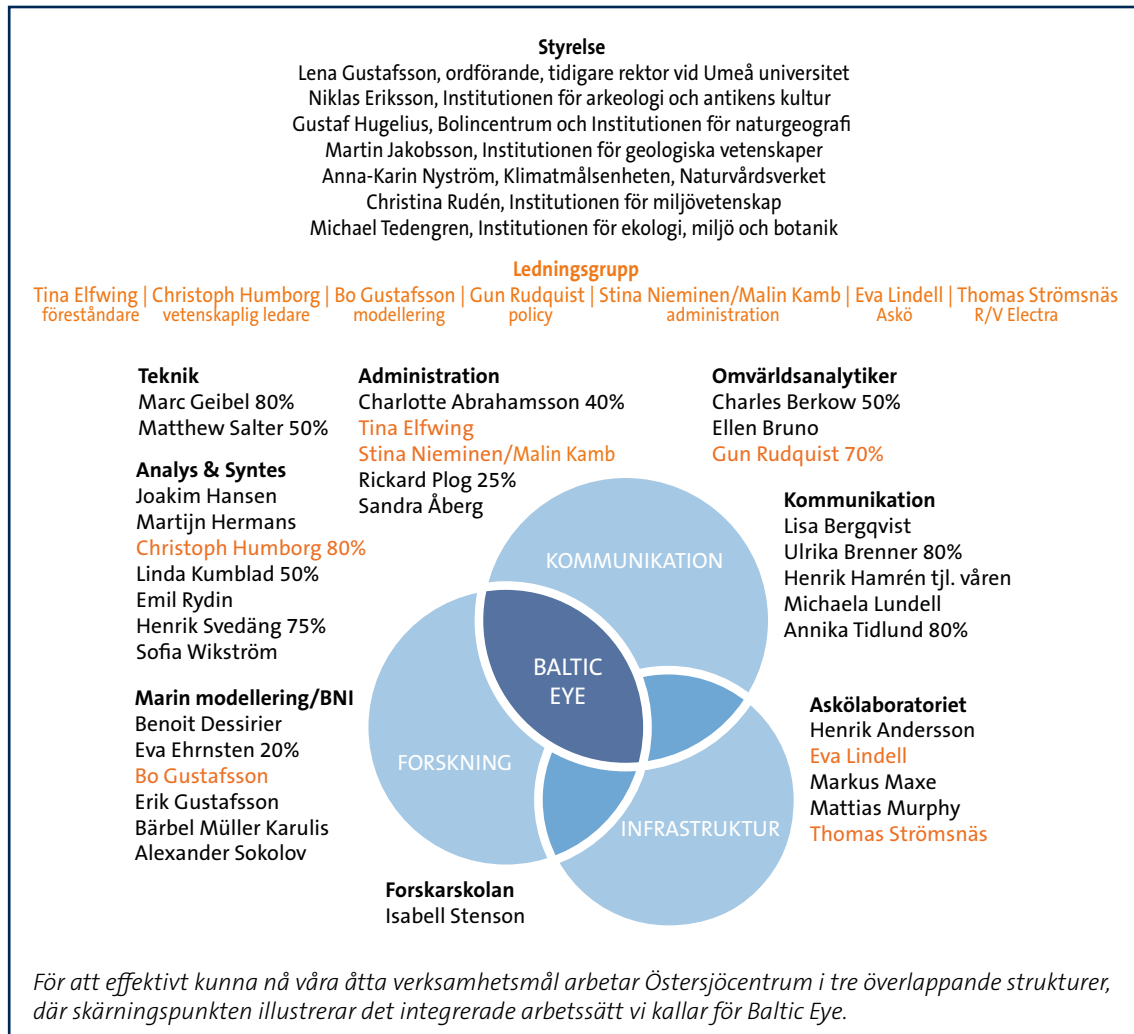 Styrelse
Lena Gustafsson, ordförande, tidigare rektor vid Umeå universitet
Niklas Eriksson, Institutionen för arkeologi och antikens kultur
Gustaf Hugelius, Bolincentrum och Institutionen för naturgeografi
Martin Jakobsson, Institutionen för geologiska vetenskaper
Anna-Karin Nyström, Klimatmålsenheten, Naturvårdsverket
Christina Rudén, Institutionen för miljövetenskap
Michael Tedengren, Institutionen för ekologi, miljö och botanik
Ledningsgrupp
Tina Elfwing | Christoph Humborg | Bo Gustafsson | Gun Rudquist | Stina Nieminen/Malin Kamb | Eva Lindell | Thomas Strömsnäs
föreståndare vetenskaplig ledare modellering policy administration Askö R/V Electra
Teknik
Marc Geibel 80%
Matthew Salter 50%
Analys & Syntes
Joakim Hansen
Martijn Hermans
Christoph Humborg 80%
Linda Kumblad 50%
Emil Rydin
Henrik Svedäng 75%
Sofia Wikström
Marin modellering/BNI
Benoit Dessirier
Eva Ehrnsten 20%
Bo Gustafsson
Erik Gustafsson
Bärbel Müller Karulis
Alexander Sokolov
Administration
Charlotte Abrahamsson 40%
Tina Elfwing
Stina Nieminen/Malin Kamb
Rickard Plog 25%
Sandra Åberg
Omvärldsanalytiker
Charles Berkow 50%
Ellen Bruno
Gun Rudquist 70%
Kommunikation
Lisa Bergqvist
Ulrika Brenner 80%
Henrik Hamrén tjl. våren
Michaela Lundell
Annika Tidlund 80%
Askölaboratoriet
Henrik Andersson
Eva Lindell
Markus Maxe
Mattias Murphy
Thomas Strömsnäs
KOMMUNIKATION
BALTIC
EYE
FORSKNING
INFRASTRUKTUR
Forskarskolan
Isabell Stenson
För att effektivt kunna nå våra åtta verksamhetsmål arbetar Östersjöcentrum i tre överlappande strukturer,
där skärningspunkten illustrerar det integrerade arbetssätt vi kallar för Baltic Eye.